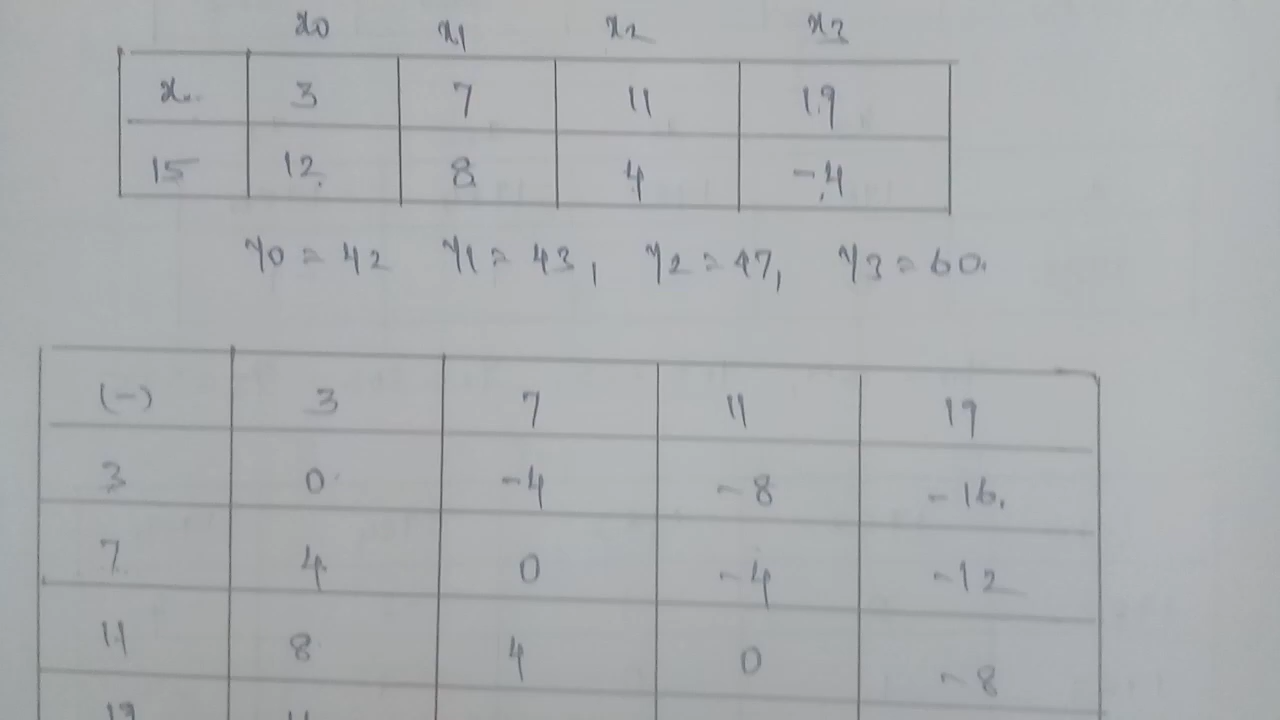 x0 x1 x2 x3
x 3 7 11 19
15 12 8 4 -4
y0 = 42 y1 = 43, y2 = 47, y3 = 60.
(-) 3 7 11 19
3 0 -4 -8 -16.
7 4 0 -4 -12
11 8 4 0 -8
19